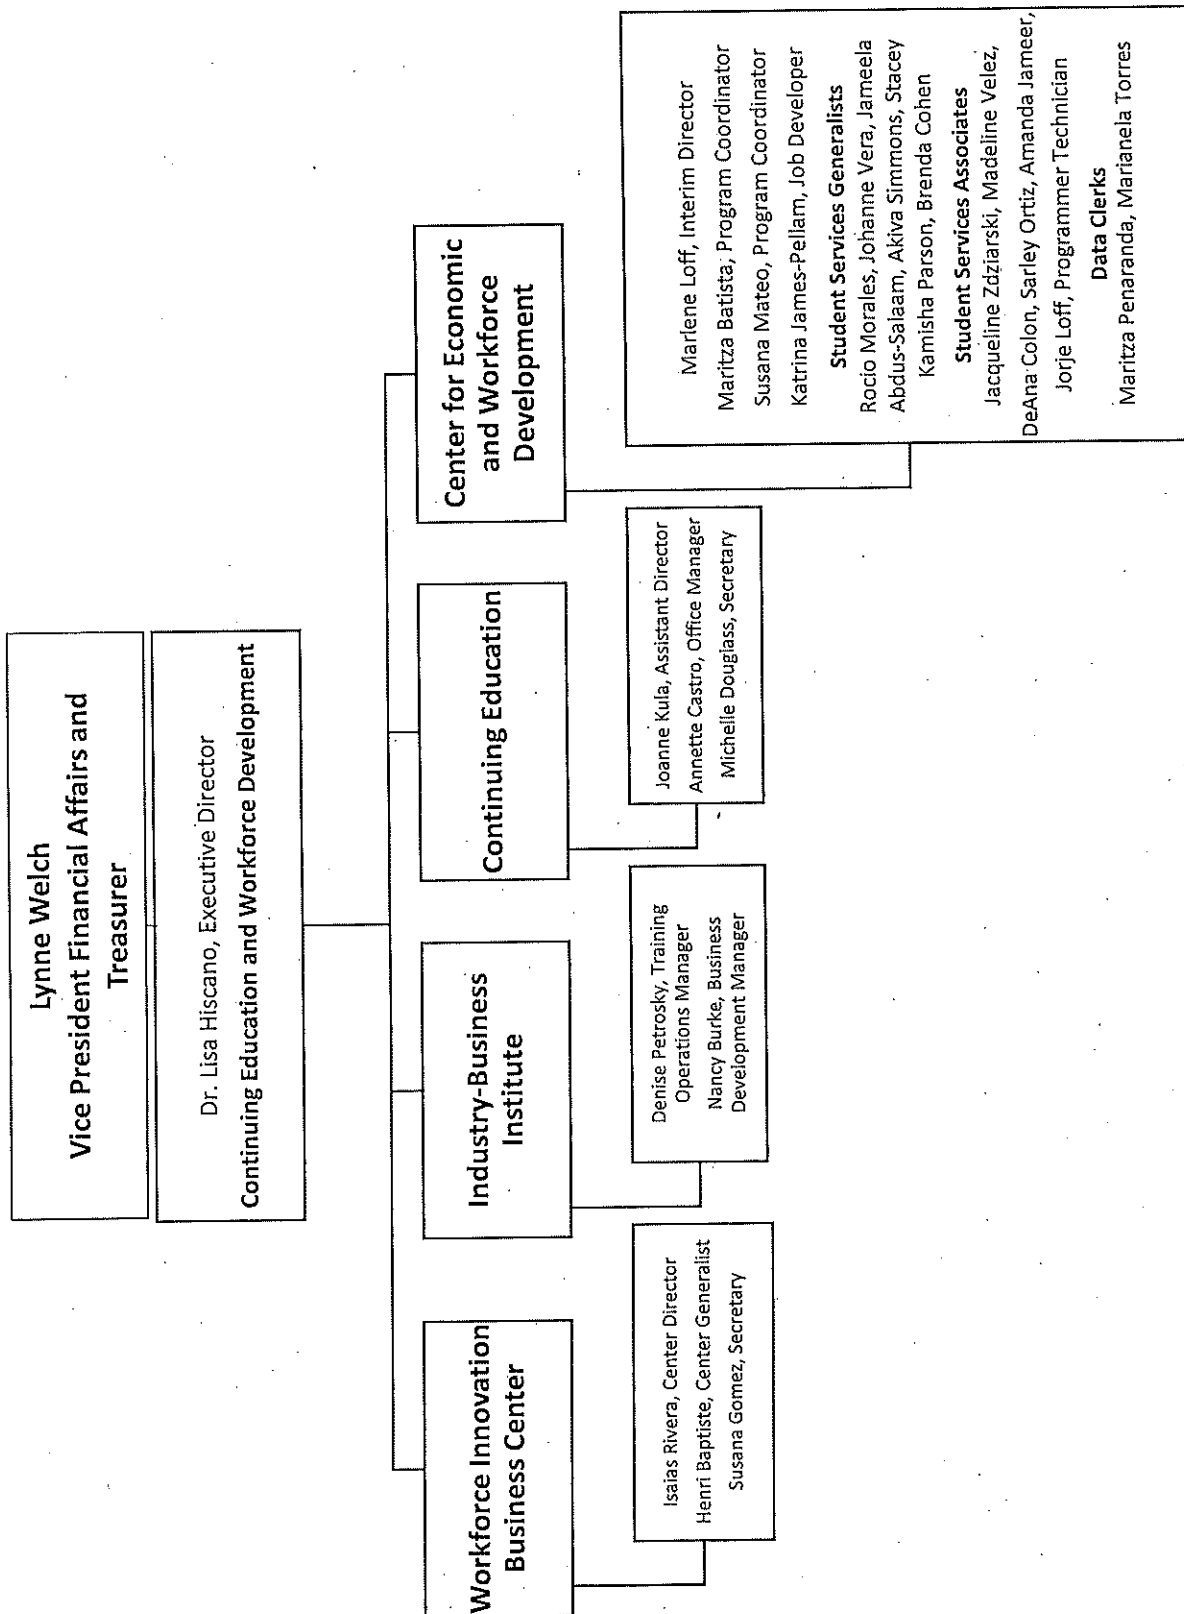 Lynne Welch
Vice President Financial Affairs and
Treasurer
Dr. Lisa Hiscano, Executive Director
Continuing Education and Workforce Development
Workforce Innovation
Business Center
Industry-Business
Institute
Continuing Education
Center for Economic
and Workforce
Development
Isaias Rivera, Center Director
Henri Baptiste, Center Generalist
Susana Gomez, Secretary
Denise Petrosky, Training
Operations Manager
Nancy Burke, Business
Development Manager
Joanne Kula, Assistant Director
Annette Castro, Office Manager
Michelle Douglass, Secretary
Marlene Loff, Interim Director
Maritza Batista, Program Coordinator
Susana Mateo, Program Coordinator
Katrina James-Pellam, Job Developer
Student Services Generalists
Rocio Morales, Johanne Vera, Jameela
Abdus-Salaam, Akiva Simmons, Stacey
Kamisha Parson, Brenda Cohen
Student Services Associates
Jacqueline Zdziarski, Madeline Velez,
DeAna Colon, Sarley Ortiz, Amanda Jameer,
Jorje Loff, Programmer Technician
Data Clerks
Maritza Penaranda, Marianela Torres